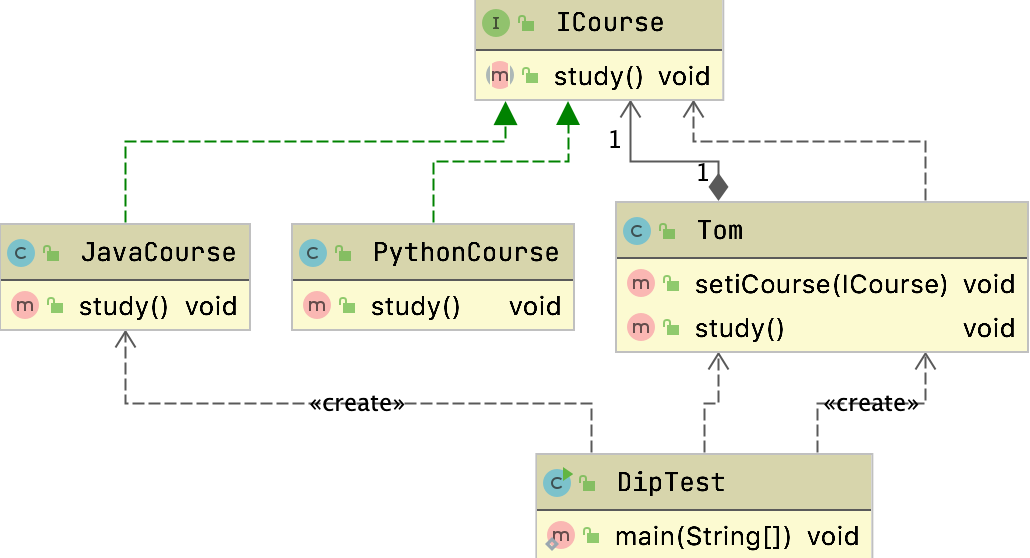 I ICourse
m study() void
1
1
C JavaCourse
m study() void
C PythonCourse
m study() void
C Tom
m setiCourse(ICourse) void
m study() void
«create»
«create»
C DipTest
m main(String[]) void